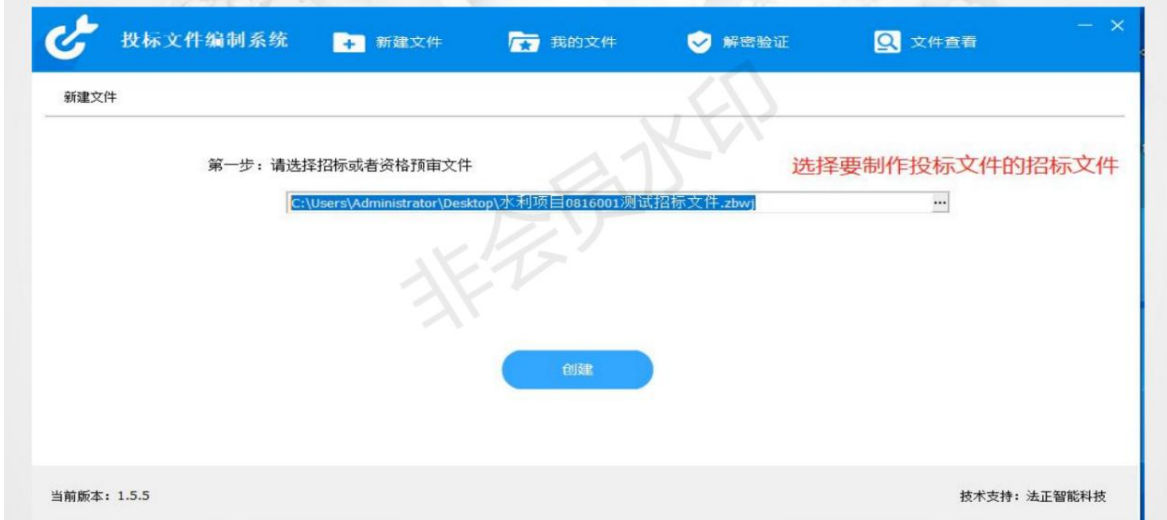 投标文件编制系统 新建文件 我的文件 解密验证 文件查看
新建文件
第一步：请选择招标或者资格预审文件
选择要制作投标文件的招标文件
C:\Users\Administrator\Desktop\水利项目0816001测试招标文件.zbwj ...
非会员水印
创建
当前版本：1.5.5 技术支持：法正智能科技